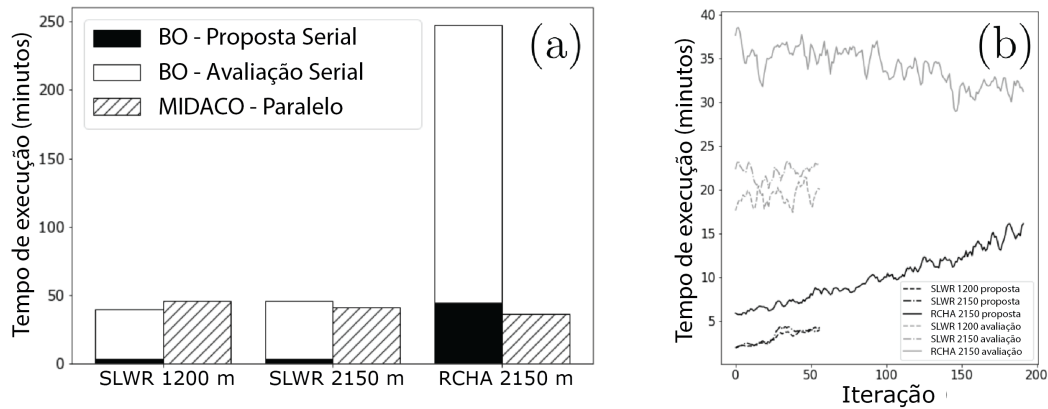 (a)
BO - Proposta Serial
BO - Avaliação Serial
MIDACO - Paralelo
Tempo de execução (minutos)
250
200
150
100
50
0
SLWR 1200 m
SLWR 2150 m
RCHA 2150 m
(b)
Tempo de execução (minutos)
40
35
30
25
20
15
10
5
SLWR 1200 proposta
SLWR 2150 proposta
RCHA 2150 proposta
SLWR 1200 avaliação
SLWR 2150 avaliação
RCHA 2150 avaliação
0
50
100
150
200
Iteração